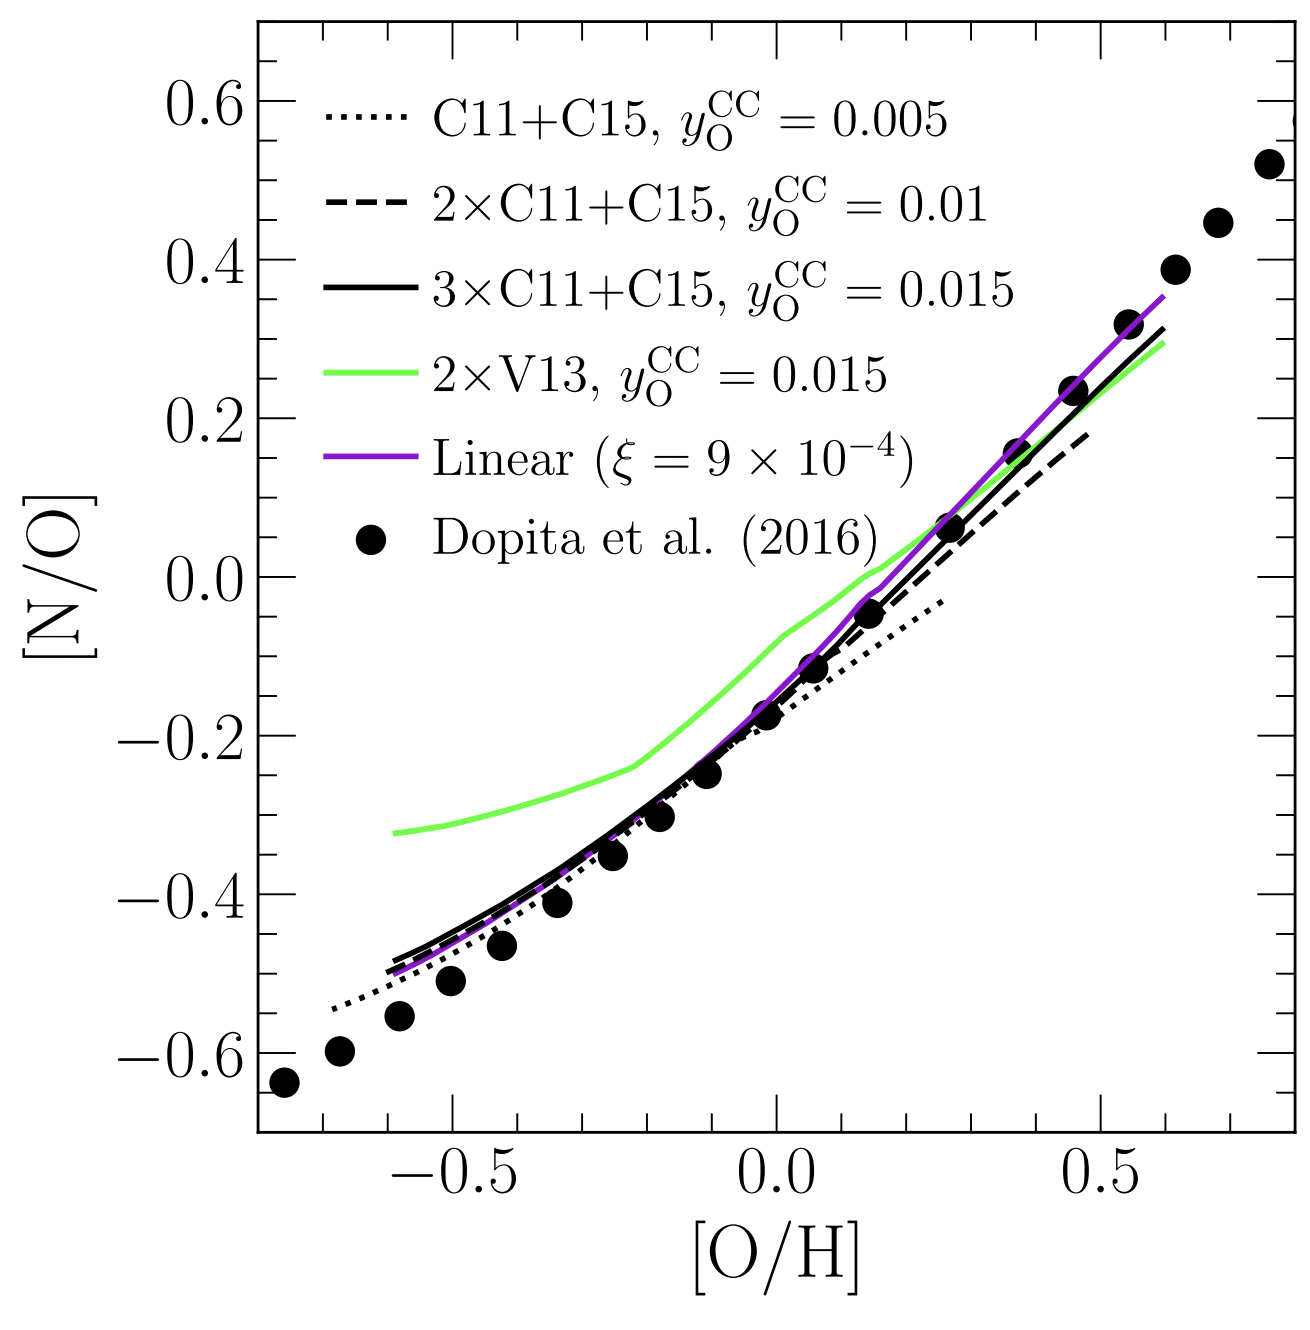 0.6
0.4
0.2
0.0
−0.2
−0.4
−0.6
[N/O]
C11+C15, y_O^CC = 0.005
2×C11+C15, y_O^CC = 0.01
3×C11+C15, y_O^CC = 0.015
2×V13, y_O^CC = 0.015
Linear (ξ = 9 × 10⁻⁴)
Dopita et al. (2016)
−0.5 0.0 0.5
[O/H]